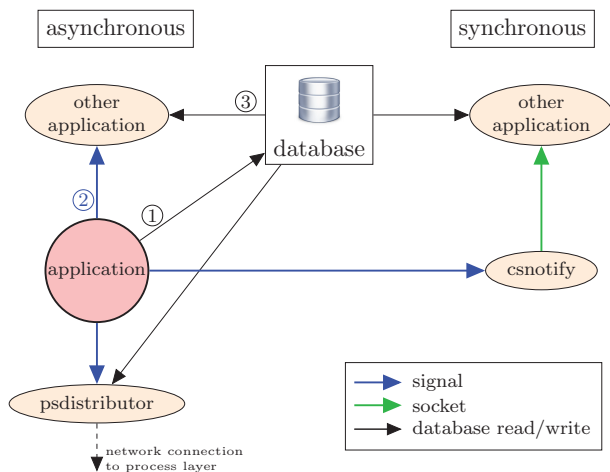 asynchronous
synchronous
other
application
③
database
other
application
②
①
application
csnotify
psdistributor
network connection
to process layer
signal
socket
database read/write